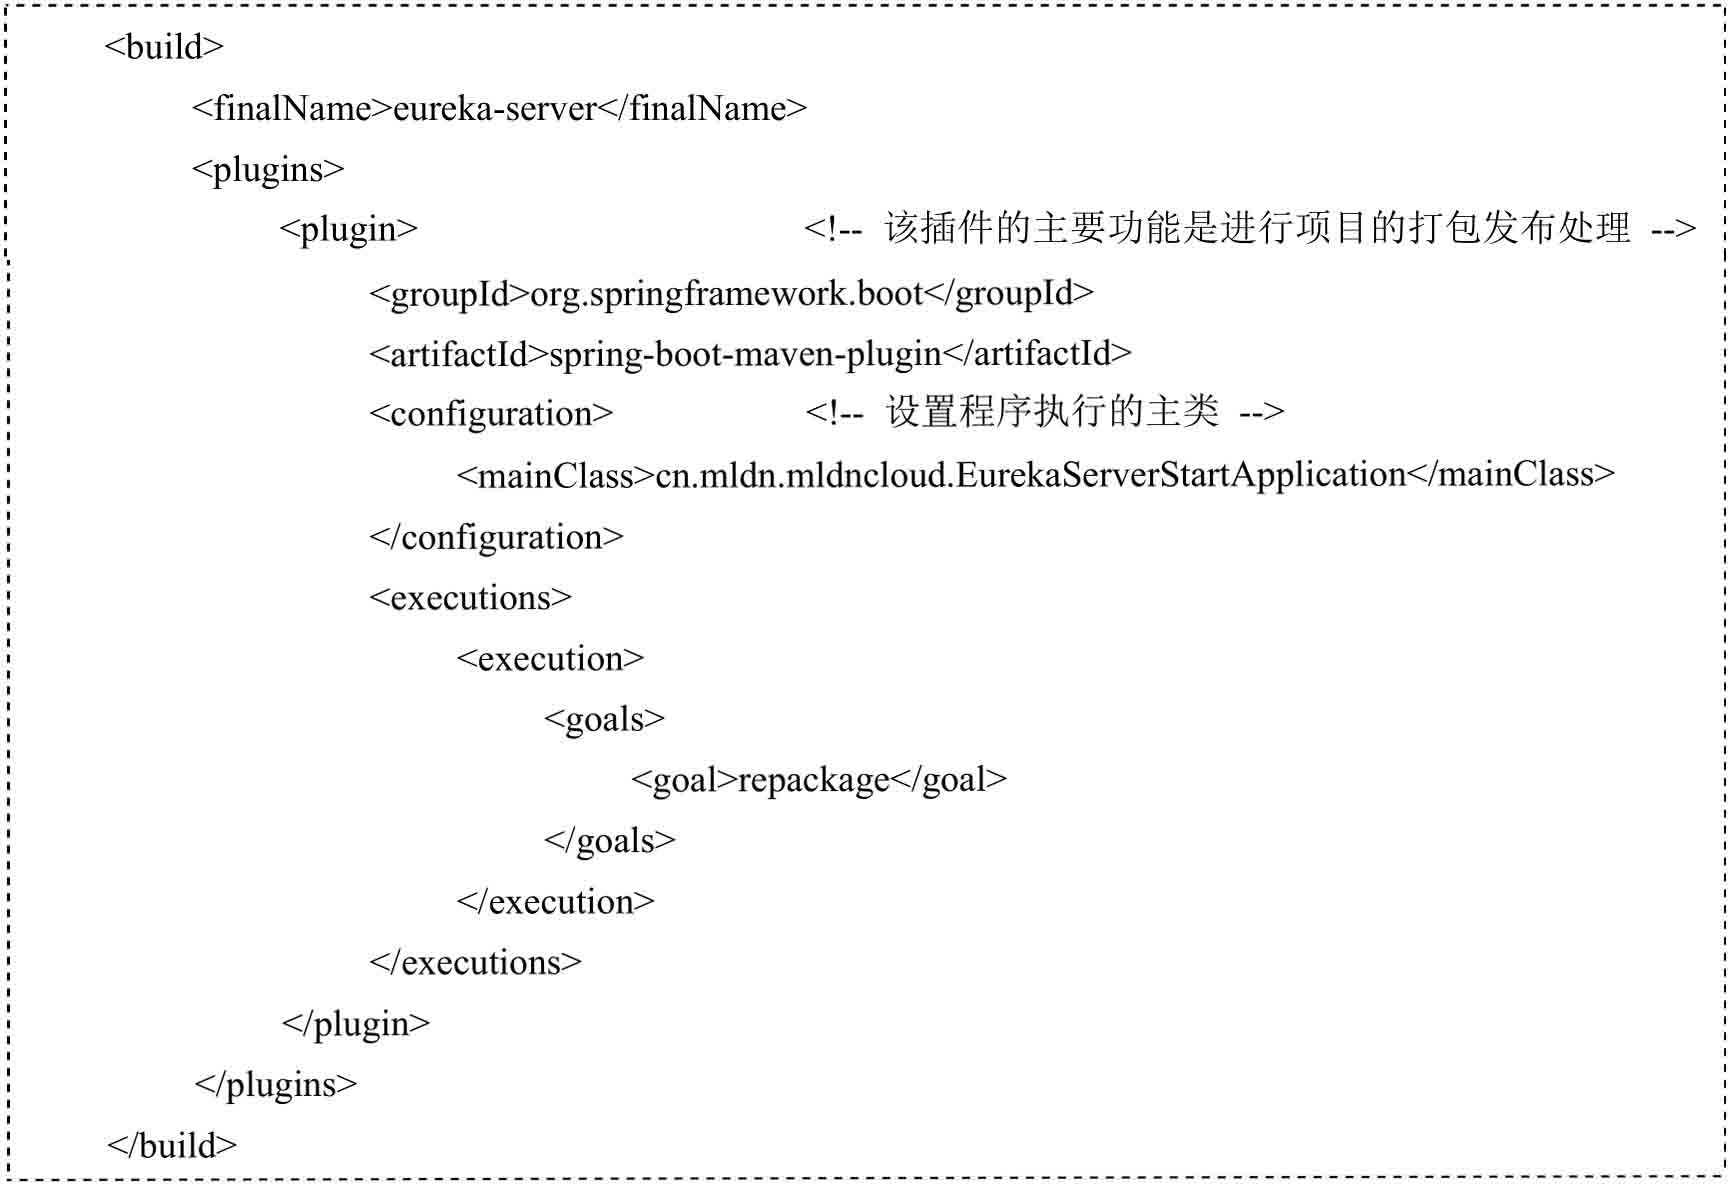 <build>
<finalName>eureka-server</finalName>
<plugins>
<plugin> <!-- 该插件的主要功能是进行项目的打包发布处理 -->
<groupId>org.springframework.boot</groupId>
<artifactId>spring-boot-maven-plugin</artifactId>
<configuration> <!-- 设置程序执行的主类 -->
<mainClass>cn.mldn.mldncloud.EurekaServerStartApplication</mainClass>
</configuration>
<executions>
<execution>
<goals>
<goal>repackage</goal>
</goals>
</execution>
</executions>
</plugin>
</plugins>
</build>